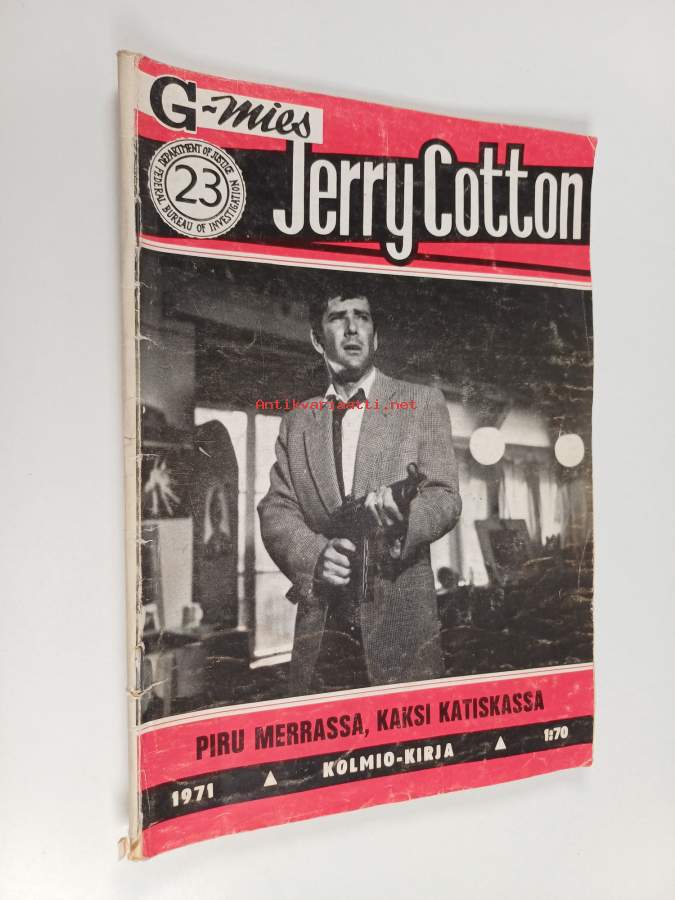 G-mies
Jerry Cotton
DEPARTMENT OF JUSTICE
23
FEDERAL BUREAU OF INVESTIGATION
Antikvariaatti.net
PIRU MERRASSA, KAKSI KATISKASSA
1971 ▲ KOLMIO-KIRJA ▲ 1:70